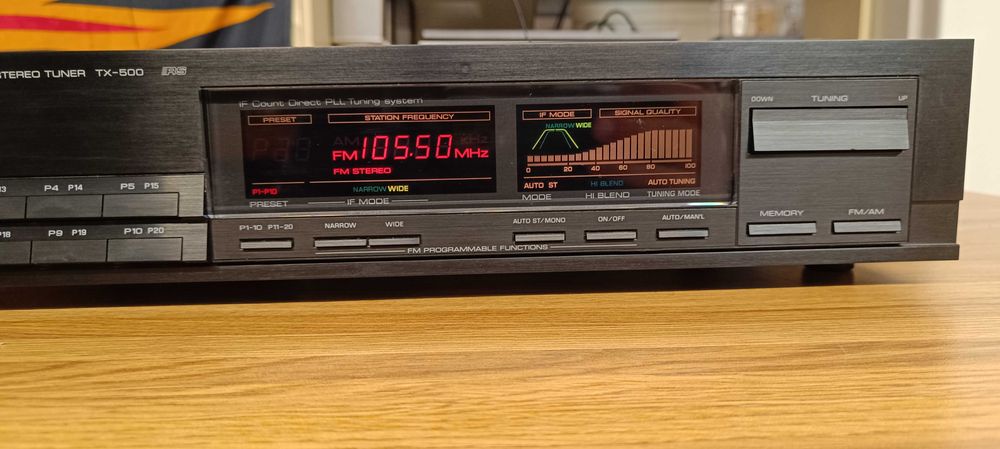 STEREO TUNER TX-500 RS
IF Count Direct PLL Tuning system
PRESET STATION FREQUENCY
FM 105.50 MHz
FM STEREO
P1-P10 NARROW WIDE
PRESET IF MODE
IF MODE SIGNAL QUALITY
NARROW WIDE
0 20 40 60 80 100
AUTO ST HI BLEND AUTO TUNING
MODE HI BLEND TUNING MODE
DOWN TUNING UP
MEMORY FM/AM
P4 P14 P5 P15
P9 P19 P10 P20
P18
P1-10 P11-20 NARROW WIDE AUTO ST/MONO ON/OFF AUTO/MAN'L
FM PROGRAMMABLE FUNCTIONS